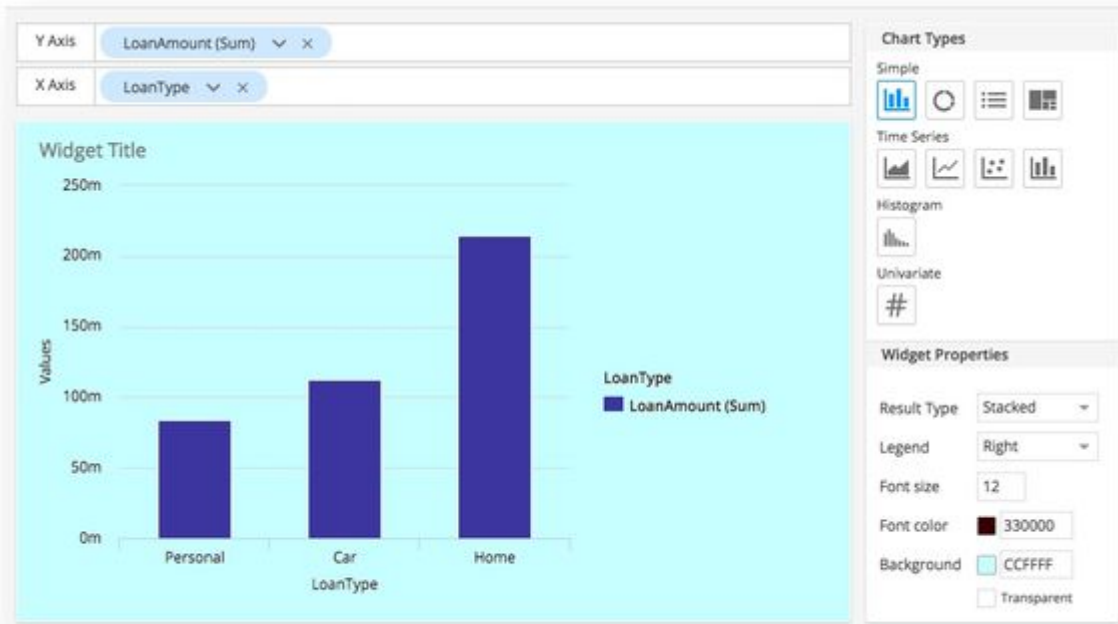 Y Axis LoanAmount (Sum)
X Axis LoanType
Widget Title
250m
200m
150m
100m
50m
0m
Values
Personal Car Home
LoanType
LoanType
LoanAmount (Sum)
Chart Types
Simple
Time Series
Histogram
Univariate
#
Widget Properties
Result Type Stacked
Legend Right
Font size 12
Font color 330000
Background CCFFFF
Transparent